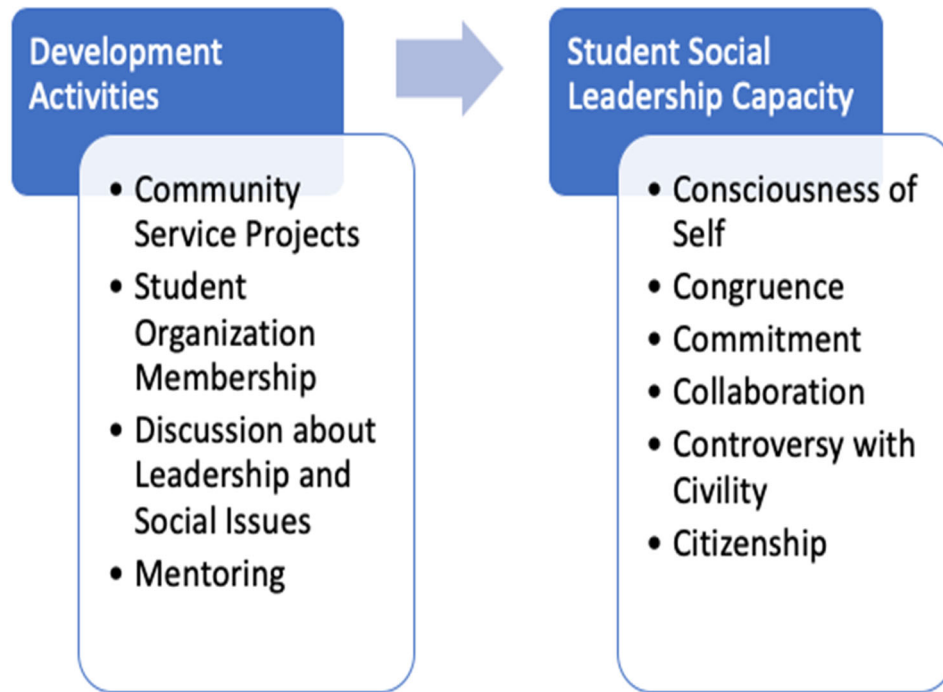 Development
Activities
• Community
Service Projects
• Student
Organization
Membership
• Discussion about
Leadership and
Social Issues
• Mentoring
Student Social
Leadership Capacity
• Consciousness of
Self
• Congruence
• Commitment
• Collaboration
• Controversy with
Civility
• Citizenship